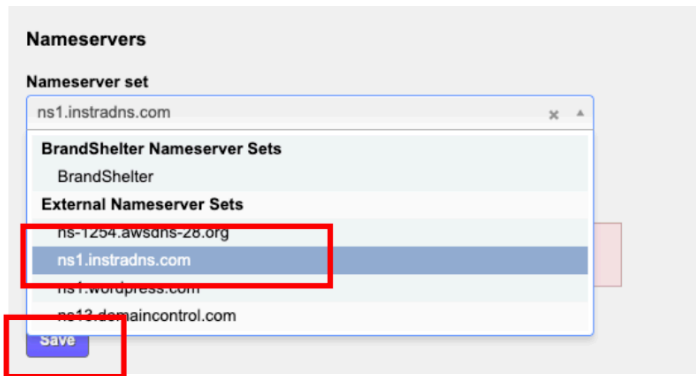 Nameservers
Nameserver set
ns1.instradns.com
BrandShelter Nameserver Sets
BrandShelter
External Nameserver Sets
ns-1254.awsdns-28.org
ns1.instradns.com
ns1.wordpress.com
ns13.domaincontrol.com
Save